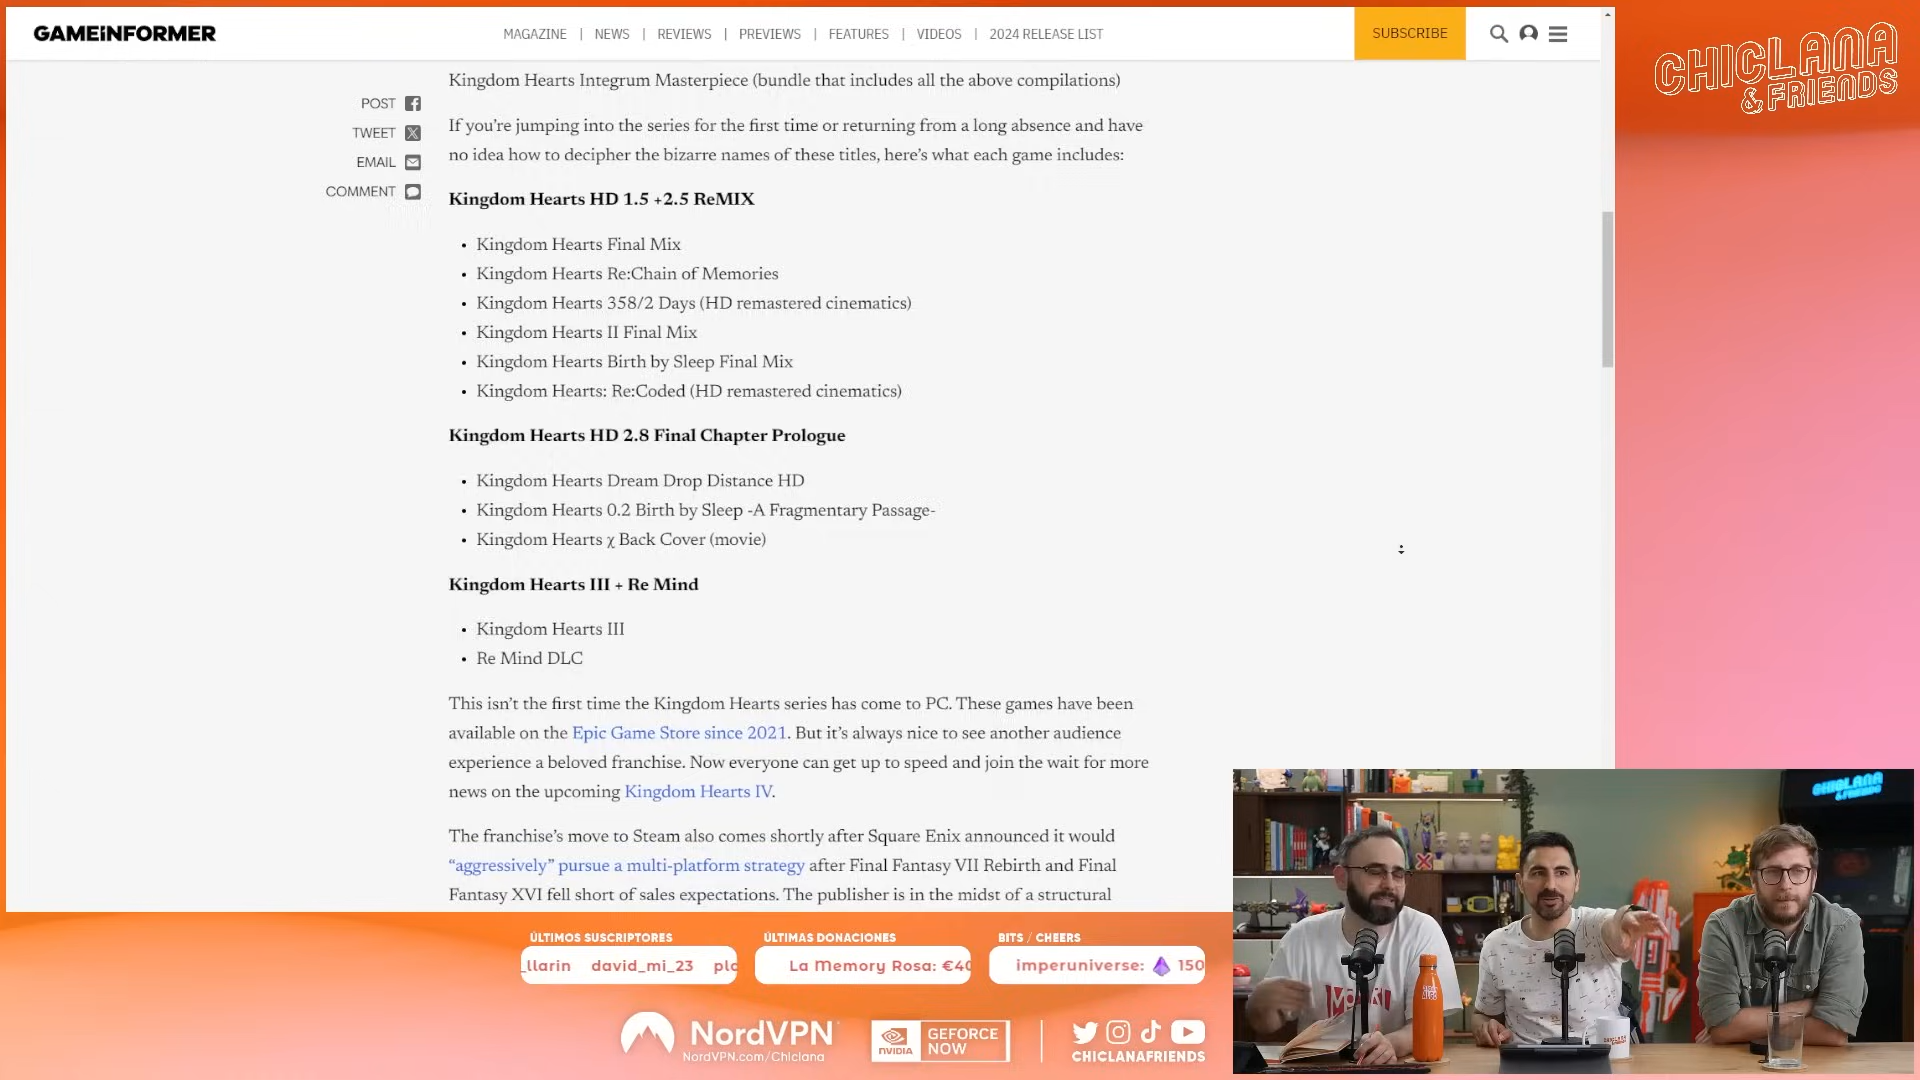 GAMEINFORMER
MAGAZINE | NEWS | REVIEWS | PREVIEWS | FEATURES | VIDEOS | 2024 RELEASE LIST
SUBSCRIBE
CHICLANA
& FRIENDS
POST
TWEET
EMAIL
COMMENT
Kingdom Hearts Integrum Masterpiece (bundle that includes all the above compilations)
If you're jumping into the series for the first time or returning from a long absence and have
no idea how to decipher the bizarre names of these titles, here's what each game includes:
Kingdom Hearts HD 1.5 +2.5 ReMIX
• Kingdom Hearts Final Mix
• Kingdom Hearts Re:Chain of Memories
• Kingdom Hearts 358/2 Days (HD remastered cinematics)
• Kingdom Hearts II Final Mix
• Kingdom Hearts Birth by Sleep Final Mix
• Kingdom Hearts: Re:Coded (HD remastered cinematics)
Kingdom Hearts HD 2.8 Final Chapter Prologue
• Kingdom Hearts Dream Drop Distance HD
• Kingdom Hearts 0.2 Birth by Sleep -A Fragmentary Passage-
• Kingdom Hearts χ Back Cover (movie)
Kingdom Hearts III + Re Mind
• Kingdom Hearts III
• Re Mind DLC
This isn't the first time the Kingdom Hearts series has come to PC. These games have been
available on the Epic Game Store since 2021. But it's always nice to see another audience
experience a beloved franchise. Now everyone can get up to speed and join the wait for more
news on the upcoming Kingdom Hearts IV.
The franchise's move to Steam also comes shortly after Square Enix announced it would
“aggressively” pursue a multi-platform strategy after Final Fantasy VII Rebirth and Final
Fantasy XVI fell short of sales expectations. The publisher is in the midst of a structural
ÚLTIMOS SUSCRIPTORES
_llarin david_mi_23
ÚLTIMAS DONACIONES
La Memory Rosa: €40
BITS / CHEERS
imperuniverse: 150
NordVPN
NordVPN.com/Chiclana
NVIDIA
GEFORCE
NOW
CHICLANAFRIENDS
CHICLANA
& FRIENDS